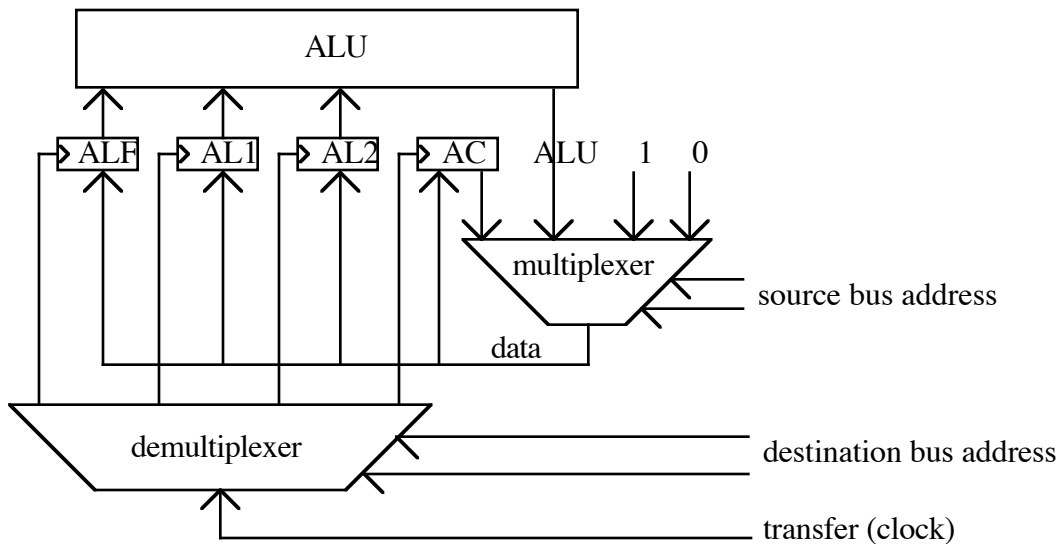 ALU
ALF AL1 AL2 AC ALU 1 0
multiplexer
source bus address
data
demultiplexer
destination bus address
transfer (clock)